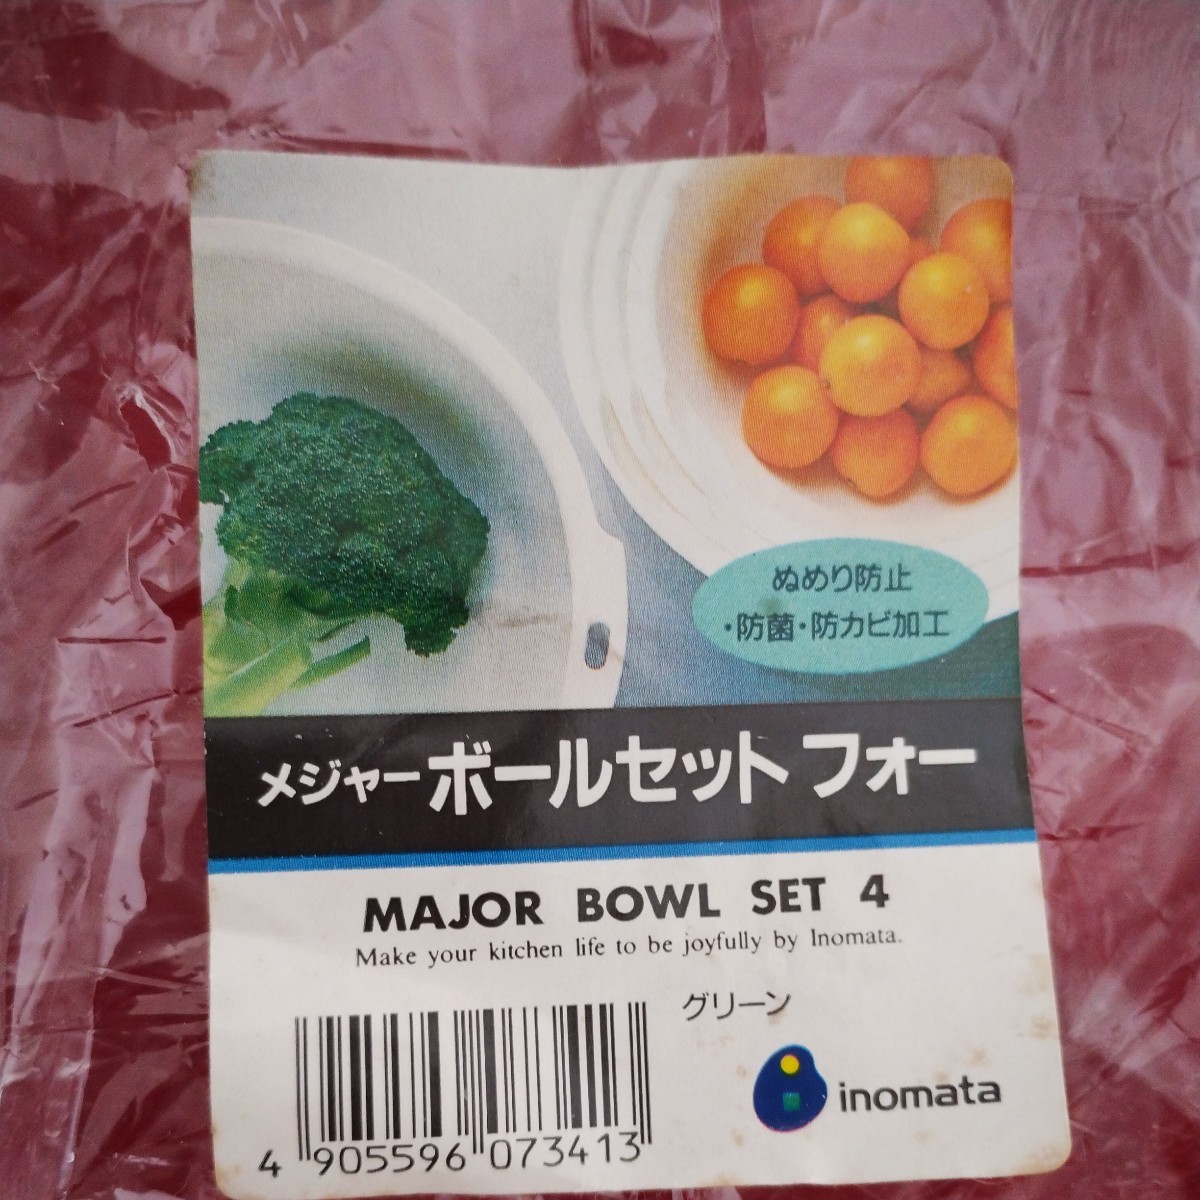 ぬめり防止
・防菌・防カビ加工
メジャーボールセット フォー
MAJOR BOWL SET 4
Make your kitchen life to be joyfully by Inomata.
グリーン
inomata
4 905596 073413